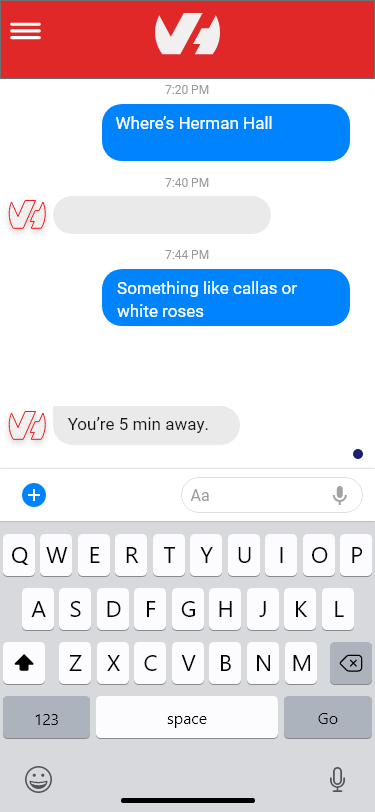 7:20 PM
Where’s Herman Hall
7:40 PM
7:44 PM
Something like callas or
white roses
You’re 5 min away.
Aa
Q W E R T Y U I O P
A S D F G H J K L
Z X C V B N M
123 space Go